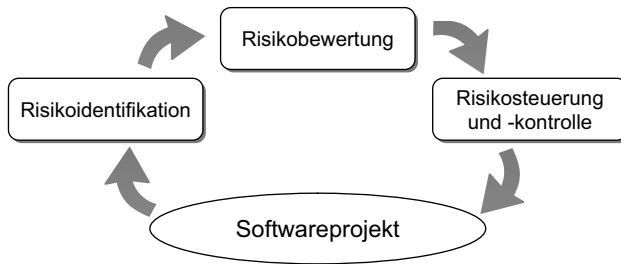 Risikobewertung
Risikoidentifikation
Risikosteuerung
und -kontrolle
Softwareprojekt